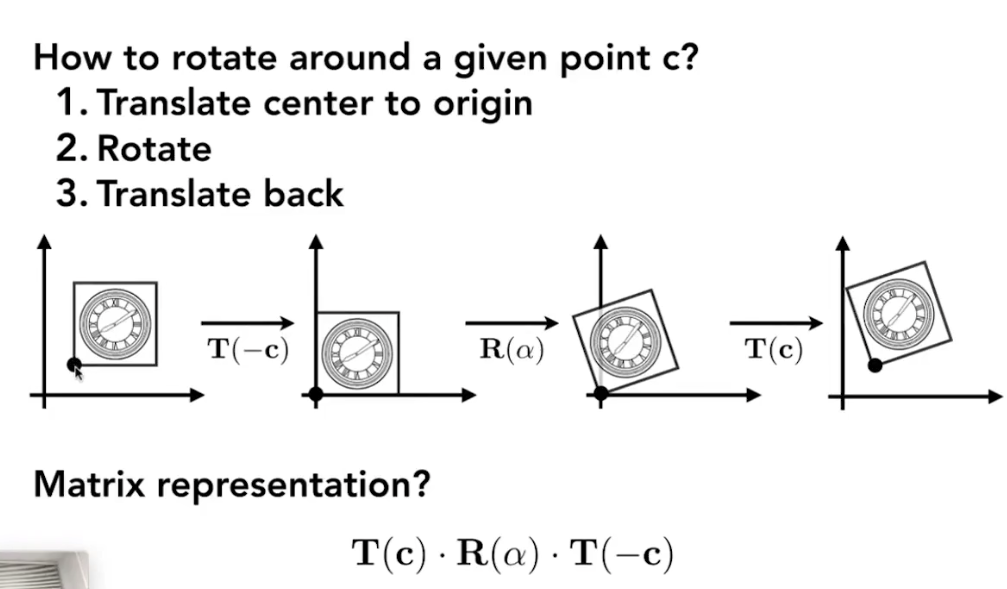 How to rotate around a given point c?
1. Translate center to origin
2. Rotate
3. Translate back
T(−c)
R(α)
T(c)
Matrix representation?
T(c) · R(α) · T(−c)